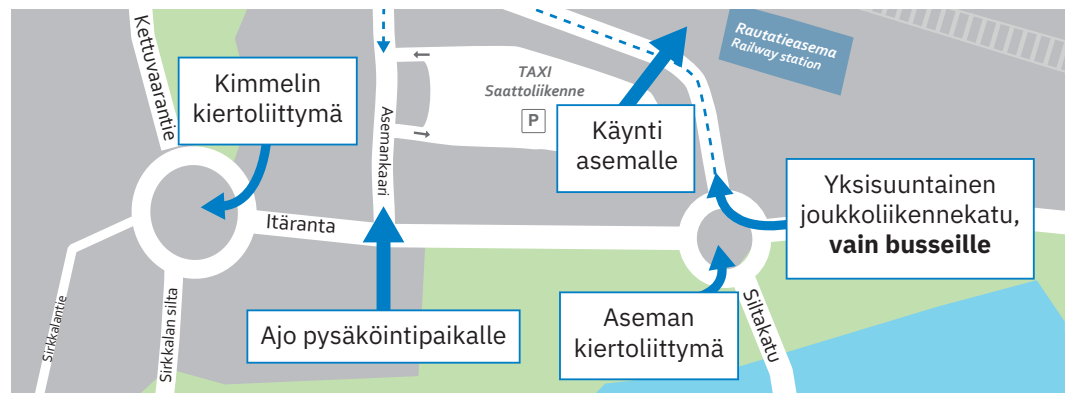 Kettuvaarantie
Kimmelin
kiertoliittymä
Asemankaari
TAXI
Saattoliikenne
P
Rautatieasema
Railway station
Käynti
asemalle
Yksisuuntainen
joukkoliikennekatu,
vain busseille
Itäranta
Sirkkalantie
Sirkkalan silta
Ajo pysäköintipaikalle
Aseman
kiertoliittymä
Siltakatu